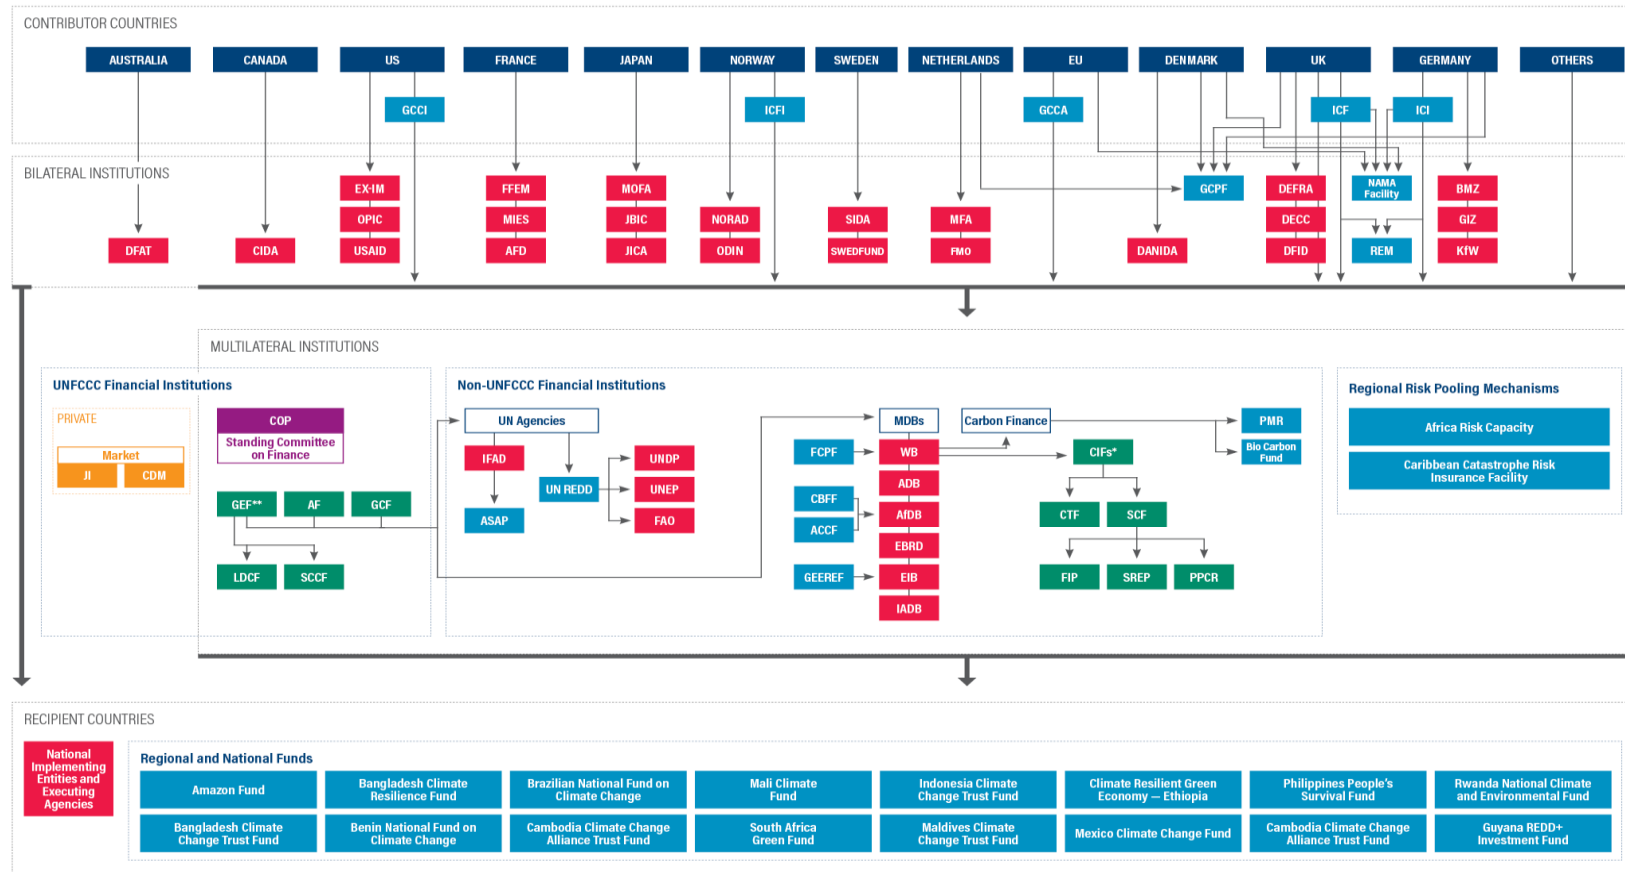 CONTRIBUTOR COUNTRIES
AUSTRALIA
CANADA
US
FRANCE
JAPAN
NORWAY
SWEDEN
NETHERLANDS
EU
DENMARK
UK
GERMANY
OTHERS
GCCI
ICFI
GCCA
ICF
ICI
BILATERAL INSTITUTIONS
EX-IM
FFEM
MOFA
GCPF
DEFRA
NAMA
Facility
BMZ
OPIC
MIES
JBIC
NORAD
SIDA
MFA
DECC
GIZ
DFAT
CIDA
USAID
AFD
JICA
ODIN
SWEDFUND
FMO
DANIDA
DFID
REM
KfW
MULTILATERAL INSTITUTIONS
UNFCCC Financial Institutions
PRIVATE
Market
JI
CDM
COP
Standing Committee
on Finance
GEF**
AF
GCF
LDCF
SCCF
Non-UNFCCC Financial Institutions
UN Agencies
IFAD
UN REDD
ASAP
UNDP
UNEP
FAO
MDBs
Carbon Finance
PMR
Bio Carbon
Fund
FCPF
WB
CIFs*
ADB
CBFF
ACCF
AfDB
CTF
SCF
EBRD
GEEREF
EIB
FIP
SREP
PPCR
IADB
Regional Risk Pooling Mechanisms
Africa Risk Capacity
Caribbean Catastrophe Risk
Insurance Facility
RECIPIENT COUNTRIES
National
Implementing
Entities and
Executing
Agencies
Regional and National Funds
Amazon Fund
Bangladesh Climate
Resilience Fund
Brazilian National Fund on
Climate Change
Mali Climate
Fund
Indonesia Climate
Change Trust Fund
Climate Resilient Green
Economy — Ethiopia
Philippines People's
Survival Fund
Rwanda National Climate
and Environmental Fund
Bangladesh Climate
Change Trust Fund
Benin National Fund on
Climate Change
Cambodia Climate Change
Alliance Trust Fund
South Africa
Green Fund
Maldives Climate
Change Trust Fund
Mexico Climate Change Fund
Cambodia Climate Change
Alliance Trust Fund
Guyana REDD+
Investment Fund